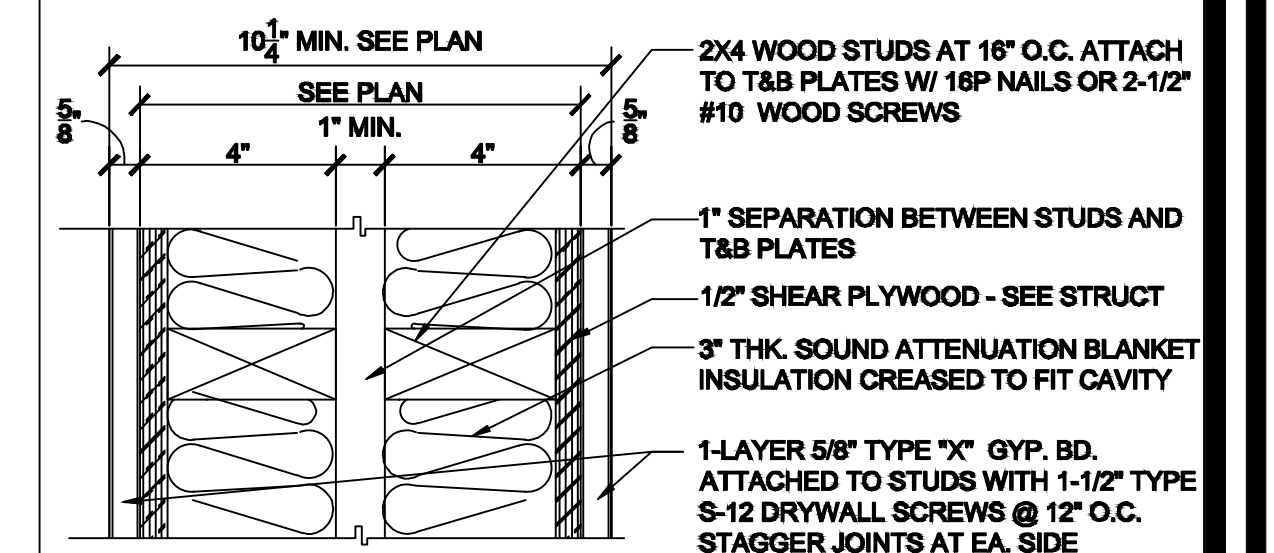 10 1/4" MIN. SEE PLAN
SEE PLAN
1" MIN.
5/8"
4"
4"
5/8"
2X4 WOOD STUDS AT 16" O.C. ATTACH
TO T&B PLATES W/ 16P NAILS OR 2-1/2"
#10 WOOD SCREWS
1" SEPARATION BETWEEN STUDS AND
T&B PLATES
1/2" SHEAR PLYWOOD - SEE STRUCT
3" THK. SOUND ATTENUATION BLANKET
INSULATION CREASED TO FIT CAVITY
1-LAYER 5/8" TYPE "X" GYP. BD.
ATTACHED TO STUDS WITH 1-1/2" TYPE
S-12 DRYWALL SCREWS @ 12" O.C.
STAGGER JOINTS AT EA. SIDE